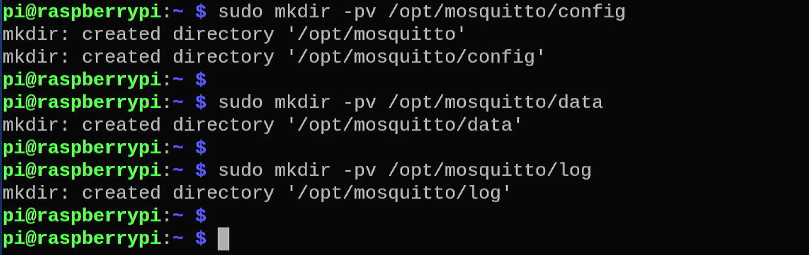 pi@raspberrypi:~ $ sudo mkdir -pv /opt/mosquitto/config
mkdir: created directory '/opt/mosquitto'
mkdir: created directory '/opt/mosquitto/config'
pi@raspberrypi:~ $
pi@raspberrypi:~ $ sudo mkdir -pv /opt/mosquitto/data
mkdir: created directory '/opt/mosquitto/data'
pi@raspberrypi:~ $
pi@raspberrypi:~ $ sudo mkdir -pv /opt/mosquitto/log
mkdir: created directory '/opt/mosquitto/log'
pi@raspberrypi:~ $
pi@raspberrypi:~ $